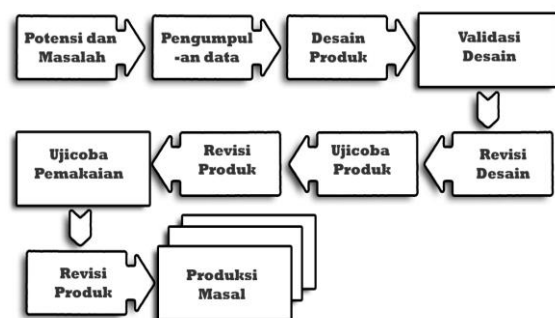 Potensi dan
Masalah
Pengumpul
-an data
Desain
Produk
Validasi
Desain
Revisi
Desain
Ujicoba
Produk
Revisi
Produk
Ujicoba
Pemakaian
Revisi
Produk
Produksi
Masal